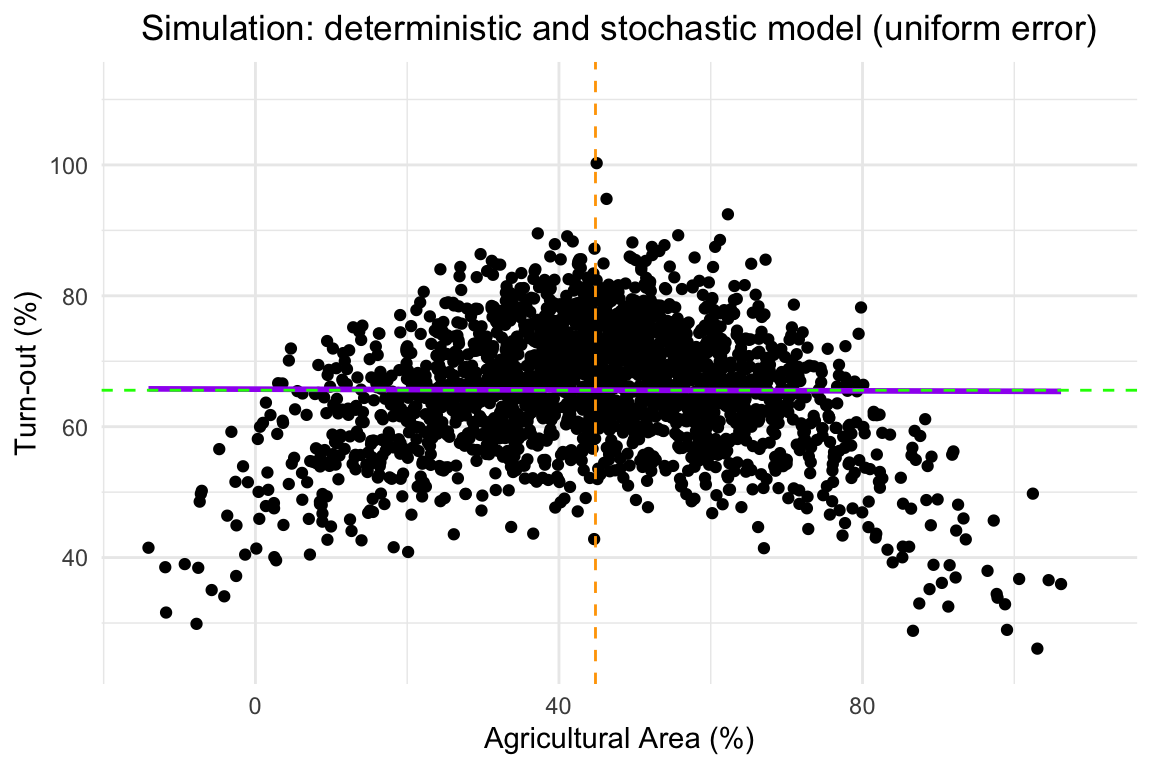 Simulation: deterministic and stochastic model (uniform error)
100
80
60
40
Turn-out (%)
0
40
80
Agricultural Area (%)